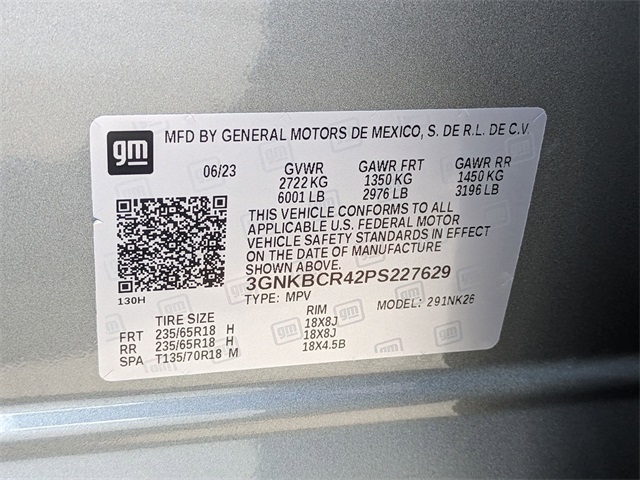 gm
MFD BY GENERAL MOTORS DE MEXICO, S. DE R.L. DE C.V.
06/23 GVWR GAWR FRT GAWR RR
2722 KG 1350 KG 1450 KG
6001 LB 2976 LB 3196 LB
THIS VEHICLE CONFORMS TO ALL
APPLICABLE U.S. FEDERAL MOTOR
VEHICLE SAFETY STANDARDS IN EFFECT
ON THE DATE OF MANUFACTURE
SHOWN ABOVE.
3GNKBCR42PS227629
130H
TYPE: MPV MODEL: 291NK26
TIRE SIZE RIM
FRT 235/65R18 H 18X8J
RR 235/65R18 H 18X8J
SPA T135/70R18 M 18X4.5B